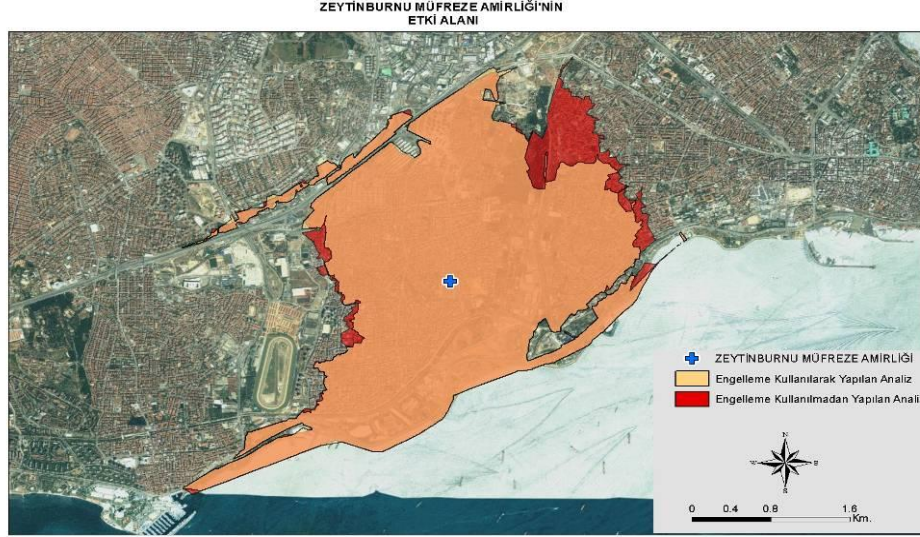 ZEYTİNBURNU MÜFREZE AMİRLİĞİ'NİN
ETKİ ALANI
ZEYTİNBURNU MÜFREZE AMİRLİĞİ
Engelleme Kullanılarak Yapılan Analiz
Engelleme Kullanılmadan Yapılan Anali
N
W E
S
0 0.4 0.8 1.6
Km.